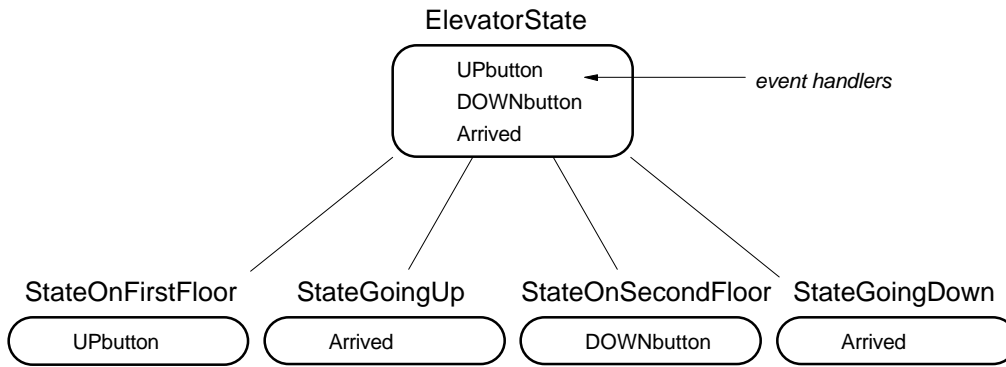 ElevatorState
UPbutton
event handlers
DOWNbutton
Arrived
StateOnFirstFloor
StateGoingUp
StateOnSecondFloor
StateGoingDown
UPbutton
Arrived
DOWNbutton
Arrived